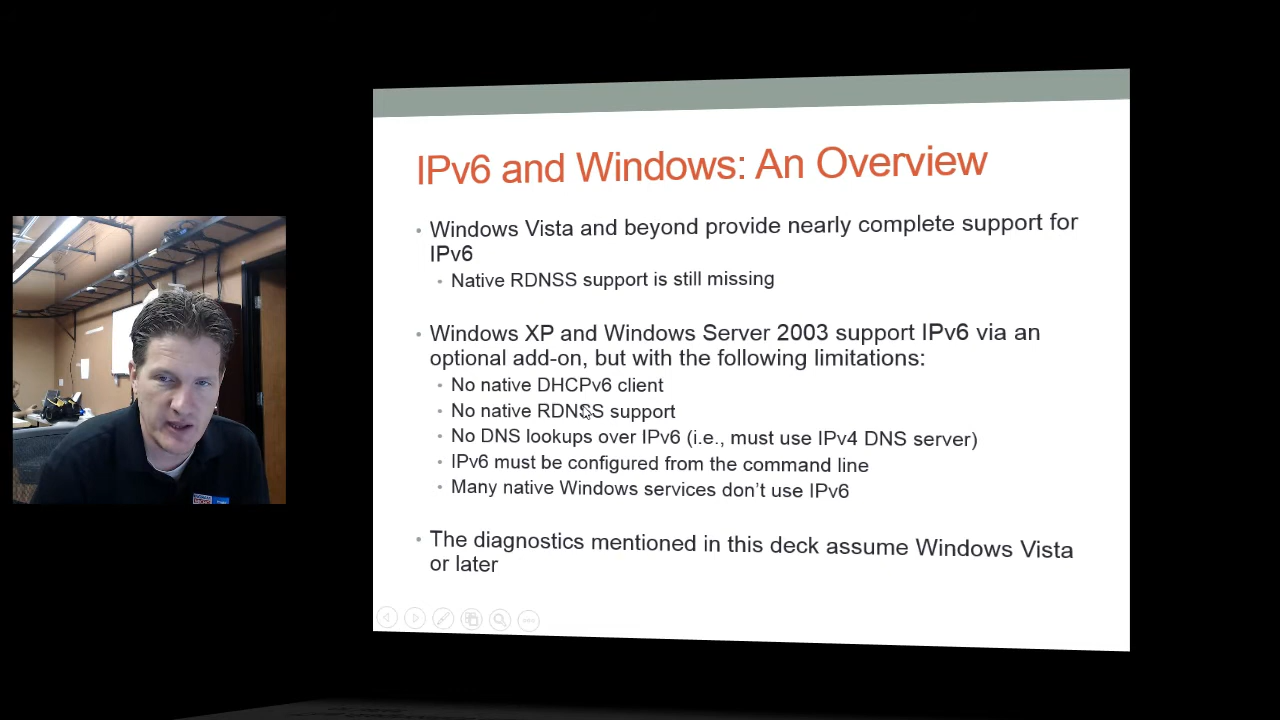 IPv6 and Windows: An Overview
• Windows Vista and beyond provide nearly complete support for
IPv6
• Native RDNSS support is still missing
• Windows XP and Windows Server 2003 support IPv6 via an
optional add-on, but with the following limitations:
• No native DHCPv6 client
• No native RDNSS support
• No DNS lookups over IPv6 (i.e., must use IPv4 DNS server)
• IPv6 must be configured from the command line
• Many native Windows services don’t use IPv6
• The diagnostics mentioned in this deck assume Windows Vista
or later